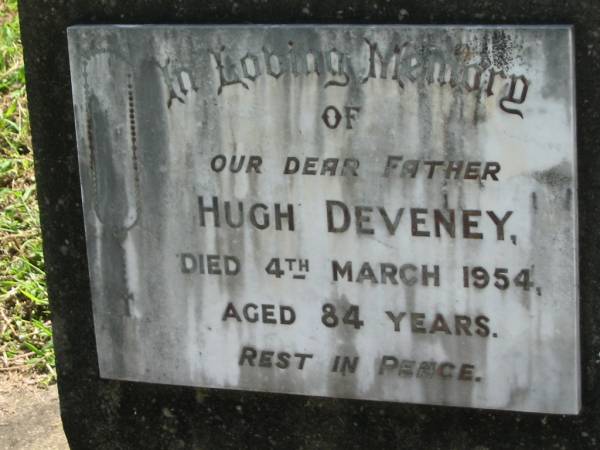 In Loving Memory
OF
OUR DEAR FATHER
HUGH DEVENEY,
DIED 4TH MARCH 1954,
AGED 84 YEARS.
REST IN PEACE.